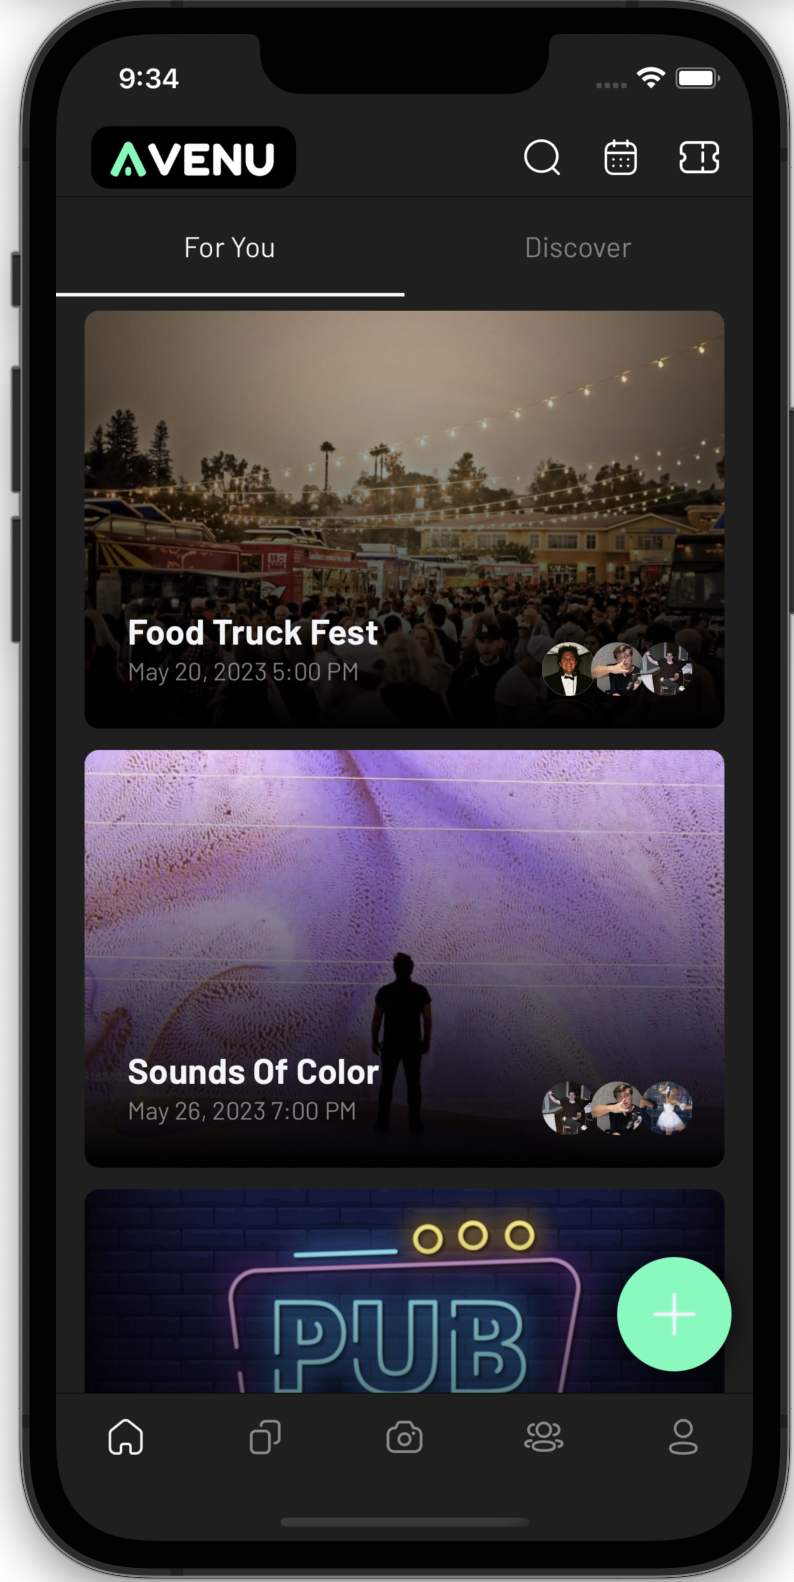 9:34
AVENU
For You
Discover
Food Truck Fest
May 20, 2023 5:00 PM
Sounds Of Color
May 26, 2023 7:00 PM
PUB